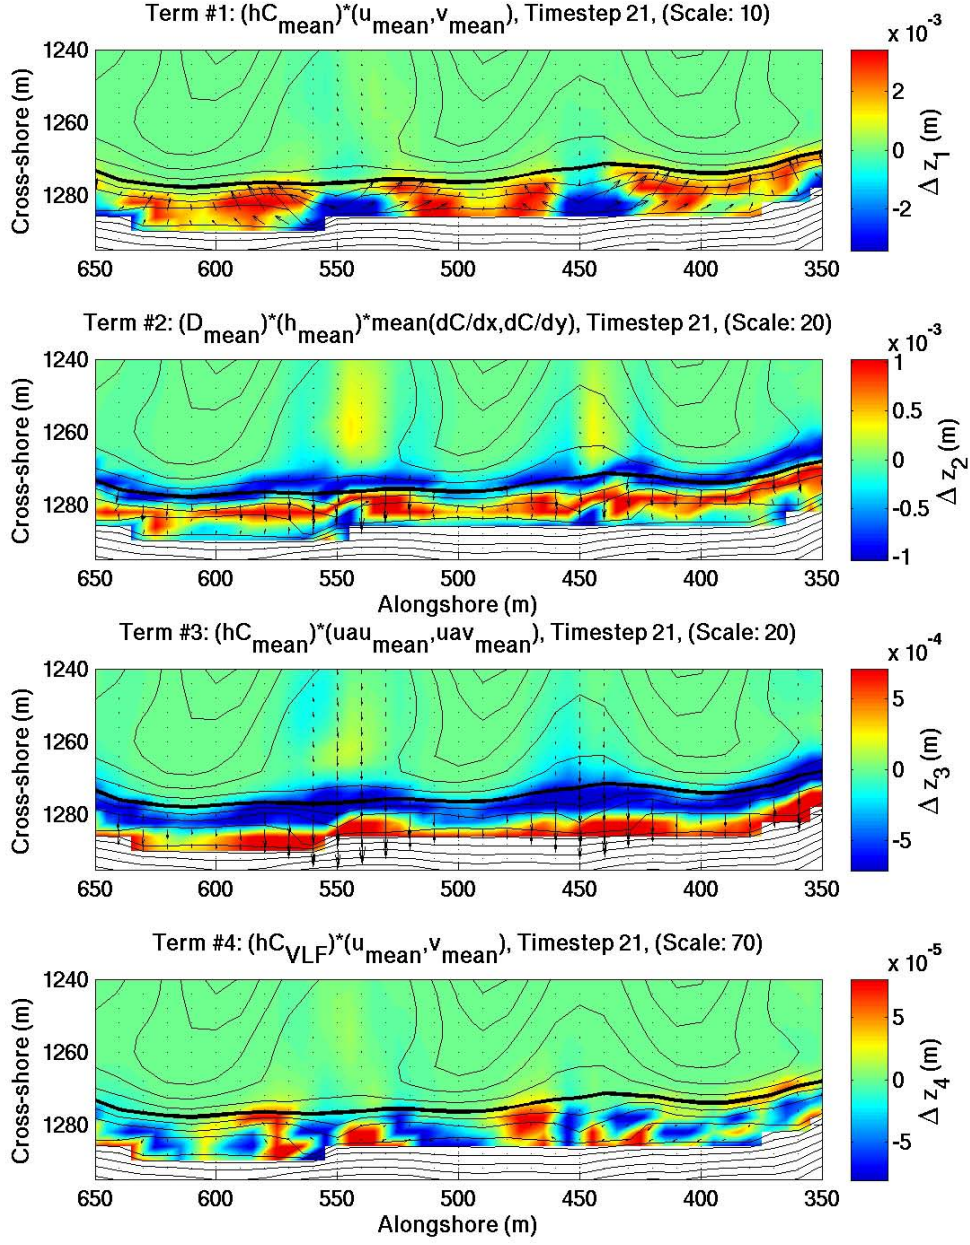 Term #1: (hC_mean)*(u_mean,v_mean), Timestep 21, (Scale: 10)
x 10^-3
1240
1260
1280
Cross-shore (m)
650 600 550 500 450 400 350
2
0
-2
Δ z_1 (m)
Term #2: (D_mean)*(h_mean)*mean(dC/dx,dC/dy), Timestep 21, (Scale: 20)
x 10^-3
1240
1260
1280
Cross-shore (m)
650 600 550 500 450 400 350
Alongshore (m)
1
0.5
0
-0.5
-1
Δ z_2 (m)
Term #3: (hC_mean)*(uau_mean,uav_mean), Timestep 21, (Scale: 20)
x 10^-4
1240
1260
1280
Cross-shore (m)
650 600 550 500 450 400 350
5
0
-5
Δ z_3 (m)
Term #4: (hC_VLF)*(u_mean,v_mean), Timestep 21, (Scale: 70)
x 10^-5
1240
1260
1280
Cross-shore (m)
650 600 550 500 450 400 350
Alongshore (m)
5
0
-5
Δ z_4 (m)